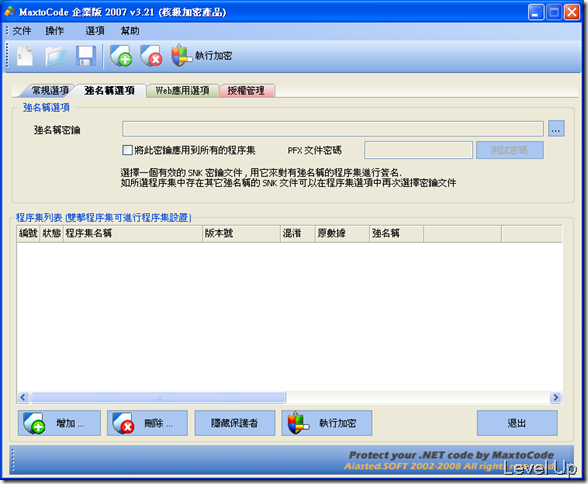 MaxtoCode 企業版 2007 v3.21 (核級加密產品)
文件 操作 選項 幫助
執行加密
常規選項 強名稱選項 Web應用選項 授權管理
強名稱選項
強名稱密鑰 ...
將此密鑰應用到所有的程序集 PFX 文件密碼 測試密碼
選擇一個有效的 SNK 密鑰文件 , 用它來對有強名稱的程序集進行簽名.
如所選程序集中存在其它強名稱的 SNK 文件可以在程序集選項中再次選擇密鑰文件
程序集列表 (雙擊程序集可進行程序集設置)
編號 狀態 程序集名稱 版本號 混淆 原數據 強名稱
增加 ... 刪除 ... 隱藏保護者 執行加密 退出
Protect your .NET code by MaxtoCode
Aiasted.SOFT 2002-2008 All rights reserved
Level Up